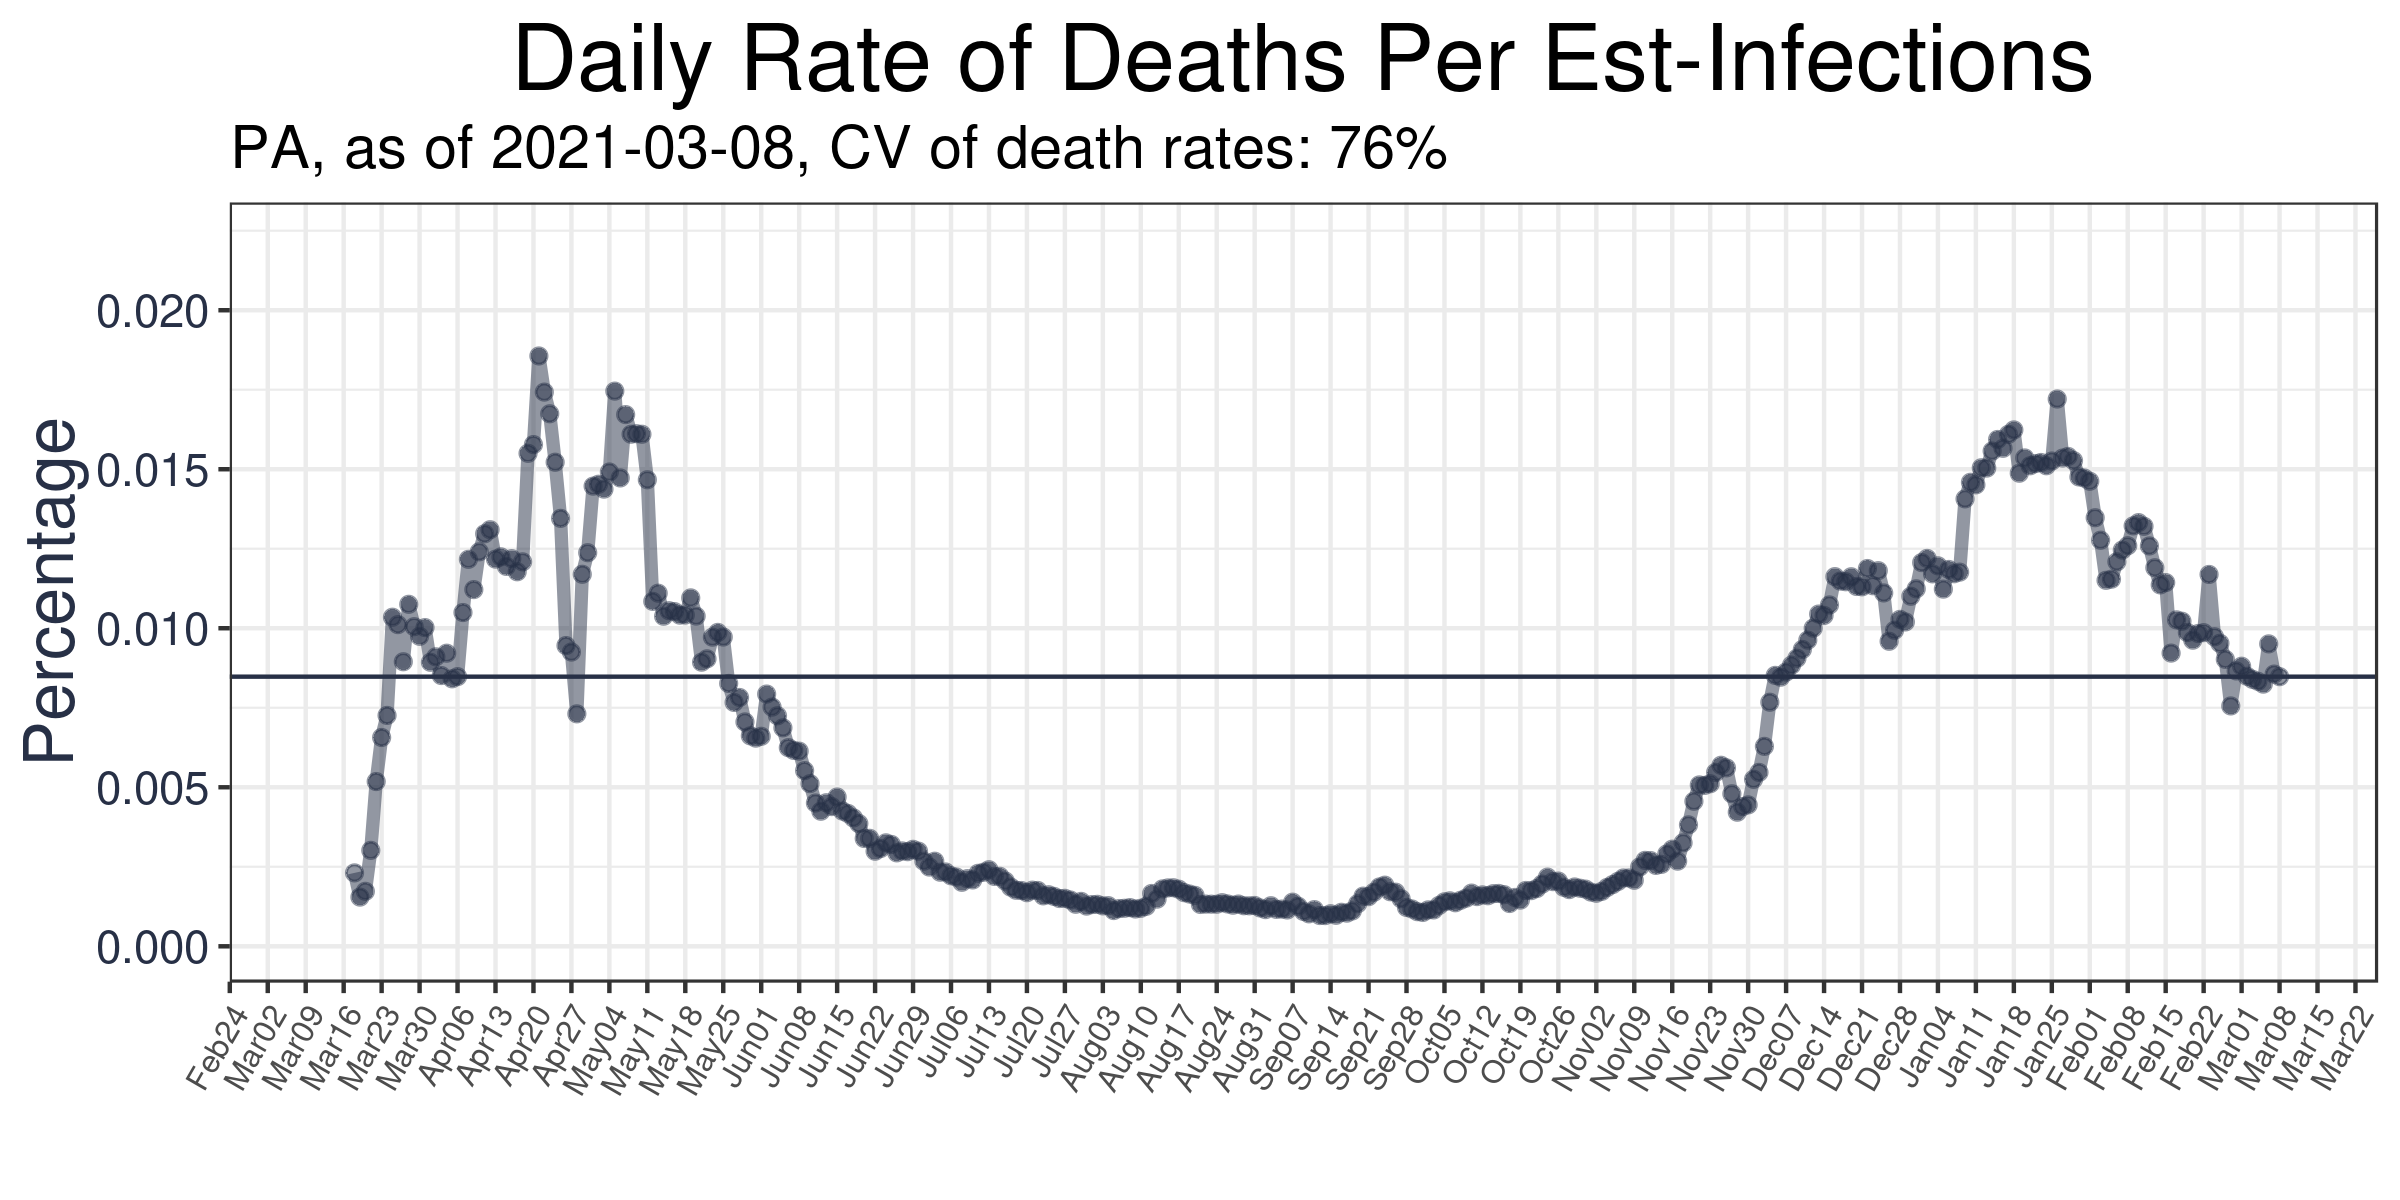 Daily Rate of Deaths Per Est-Infections
PA, as of 2021-03-08, CV of death rates: 76%
Percentage
0.020
0.015
0.010
0.005
0.000
Feb24
Mar02
Mar09
Mar16
Mar23
Mar30
Apr06
Apr13
Apr20
Apr27
May04
May11
May18
May25
Jun01
Jun08
Jun15
Jun22
Jun29
Jul06
Jul13
Jul20
Jul27
Aug03
Aug10
Aug17
Aug24
Aug31
Sep07
Sep14
Sep21
Sep28
Oct05
Oct12
Oct19
Oct26
Nov02
Nov09
Nov16
Nov23
Nov30
Dec07
Dec14
Dec21
Dec28
Jan04
Jan11
Jan18
Jan25
Feb01
Feb08
Feb15
Feb22
Mar01
Mar08
Mar15
Mar22